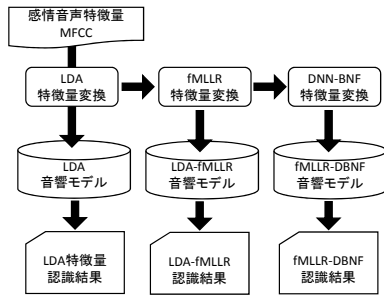 感情音声特徴量
MFCC
LDA
特徴量変換
fMLLR
特徴量変換
DNN-BNF
特徴量変換
LDA
音響モデル
LDA-fMLLR
音響モデル
fMLLR-DBNF
音響モデル
LDA特徴量
認識結果
LDA-fMLLR
認識結果
fMLLR-DBNF
認識結果